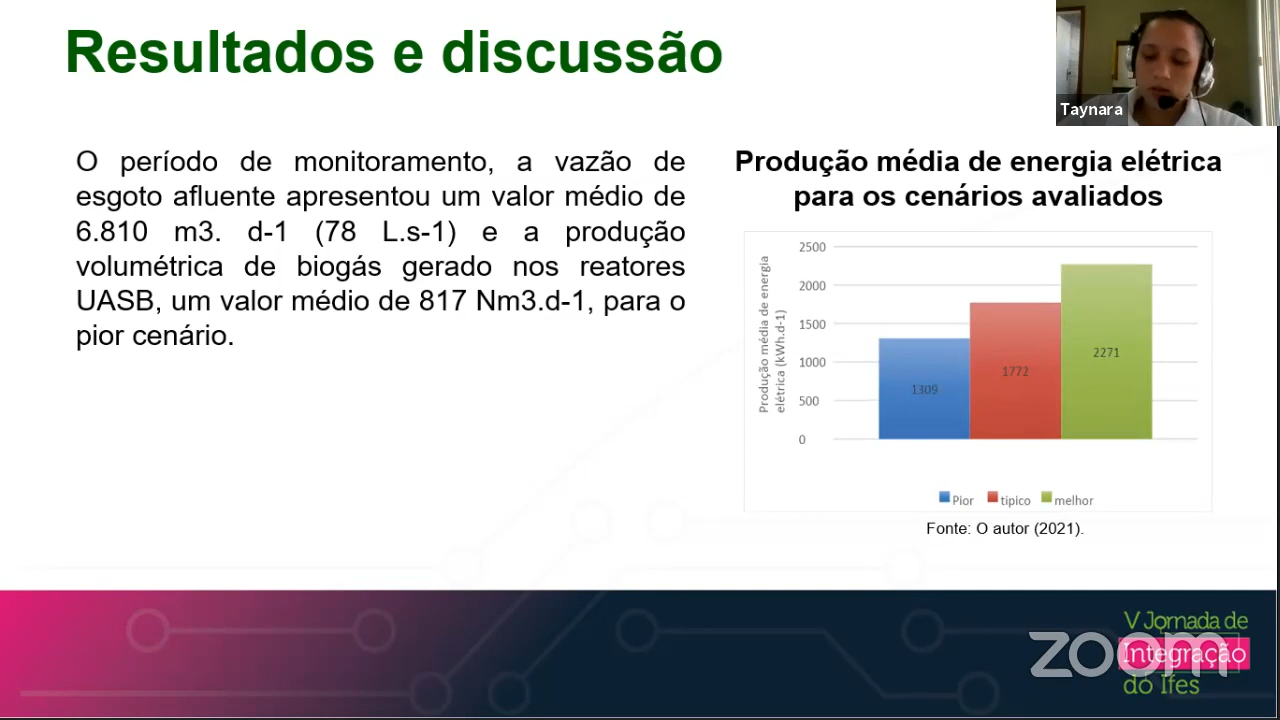 Resultados e discussão
Taynara
O período de monitoramento, a vazão de
esgoto afluente apresentou um valor médio de
6.810 m3. d-1 (78 L.s-1) e a produção
volumétrica de biogás gerado nos reatores
UASB, um valor médio de 817 Nm3.d-1, para o
pior cenário.
Produção média de energia elétrica
para os cenários avaliados
Produção média de energia
elétrica (kWh.d-1)
2500
2000
1500
1000
500
0
1309
1772
2271
Pior
tipico
melhor
Fonte: O autor (2021).
V Jornada de
Integração
do Ifes
zoom